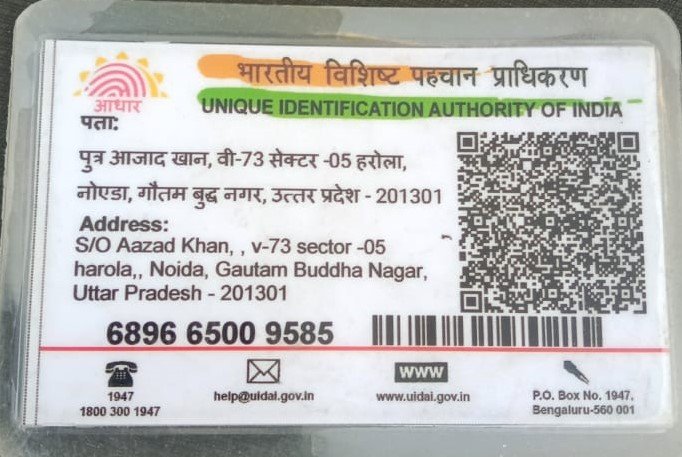 भारतीय विशिष्ट पहचान प्राधिकरण
आधार
UNIQUE IDENTIFICATION AUTHORITY OF INDIA
पता:
पुत्र आजाद खान, वी-73 सेक्टर -05 हरोला,
नोएडा, गौतम बुद्ध नगर, उत्तर प्रदेश - 201301
Address:
S/O Aazad Khan, , v-73 sector -05
harola,, Noida, Gautam Buddha Nagar,
Uttar Pradesh - 201301
6896 6500 9585
1947
1800 300 1947
help@uidai.gov.in
WWW
www.uidai.gov.in
P.O. Box No. 1947,
Bengaluru-560 001